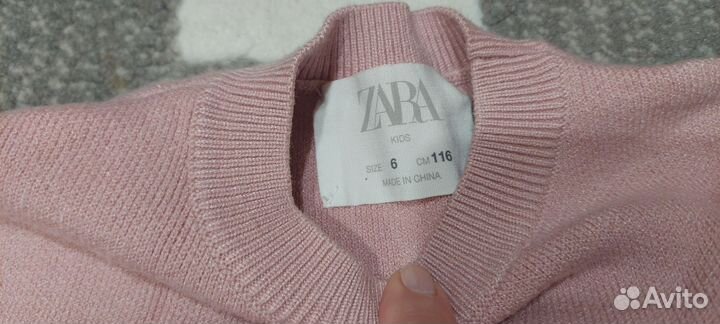 ZARA
KIDS
SIZE 6 CM 116
MADE IN CHINA
Avito